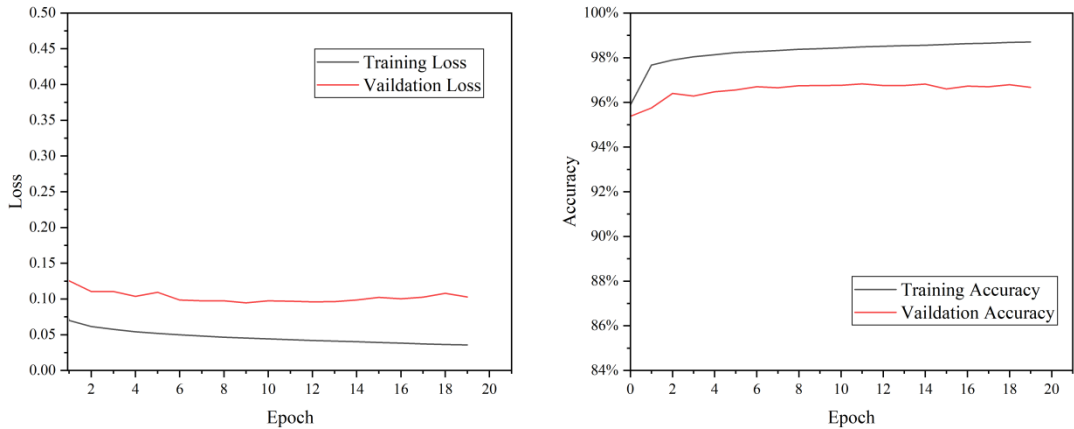 0.50
0.45
0.40
0.35
0.30
0.25
0.20
0.15
0.10
0.05
0.00
Loss
Training Loss
Vaildation Loss
2 4 6 8 10 12 14 16 18 20
Epoch
100%
98%
96%
94%
92%
90%
88%
86%
84%
Accuracy
Training Accuracy
Vaildation Accuracy
0 2 4 6 8 10 12 14 16 18 20
Epoch